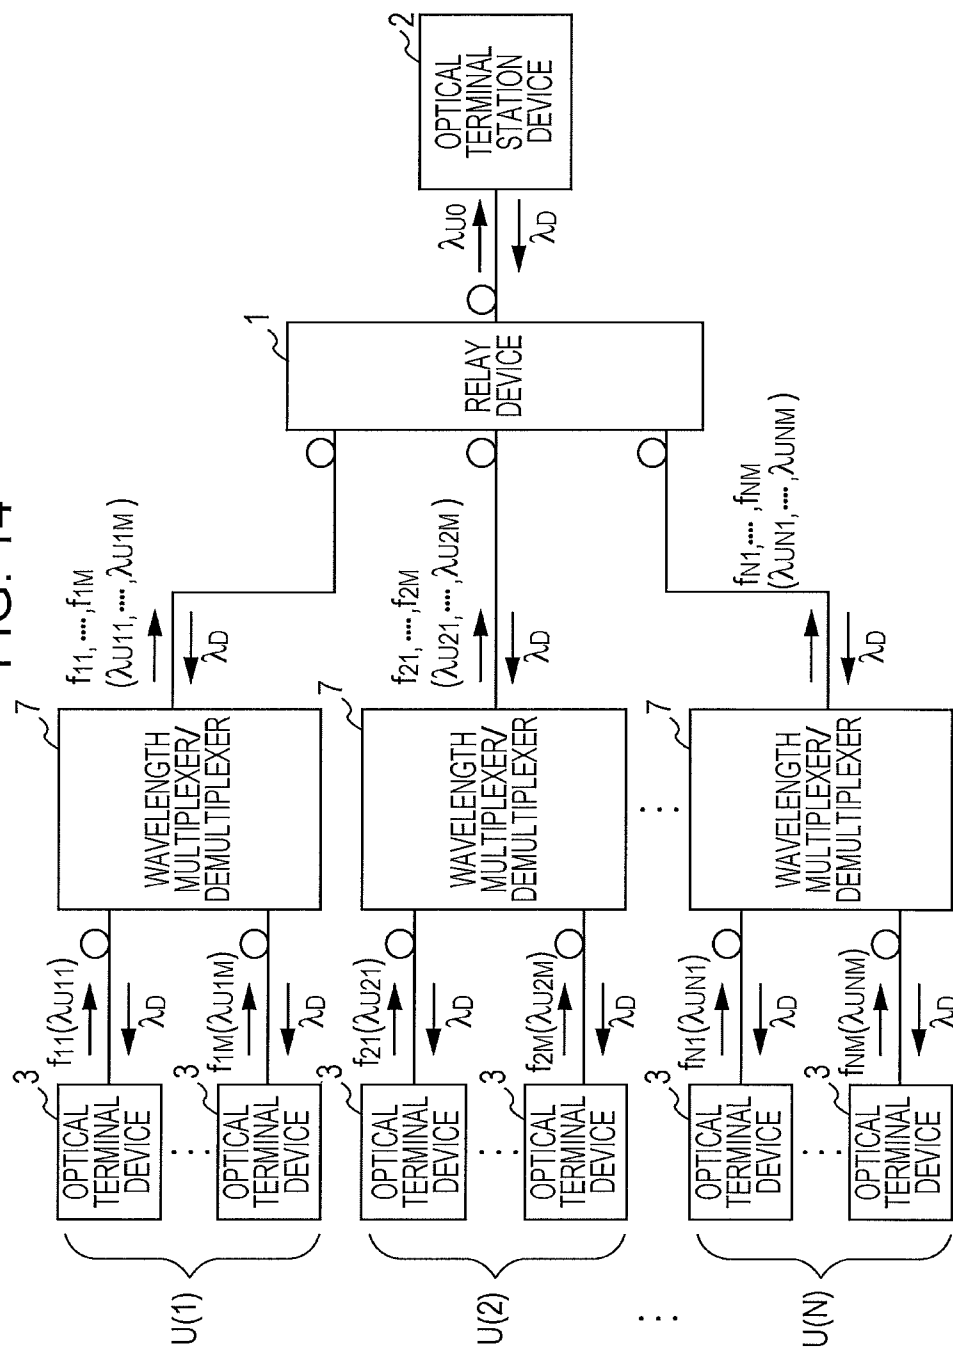 FIG. 14
U(1)
OPTICAL
TERMINAL
DEVICE
3
f11(λU11)
λD
OPTICAL
TERMINAL
DEVICE
3
f1M(λU1M)
λD
WAVELENGTH
MULTIPLEXER/
DEMULTIPLEXER
7
f11, ····,f1M
(λU11, ····,λU1M)
λD
U(2)
OPTICAL
TERMINAL
DEVICE
3
f21(λU21)
λD
OPTICAL
TERMINAL
DEVICE
3
f2M(λU2M)
λD
WAVELENGTH
MULTIPLEXER/
DEMULTIPLEXER
7
f21, ····,f2M
(λU21, ····,λU2M)
λD
U(N)
OPTICAL
TERMINAL
DEVICE
3
fN1(λUN1)
λD
OPTICAL
TERMINAL
DEVICE
3
fNM(λUNM)
λD
WAVELENGTH
MULTIPLEXER/
DEMULTIPLEXER
7
fN1, ····,fNM
(λUN1, ····,λUNM)
λD
RELAY
DEVICE
1
λU0
λD
OPTICAL
TERMINAL
STATION
DEVICE
2